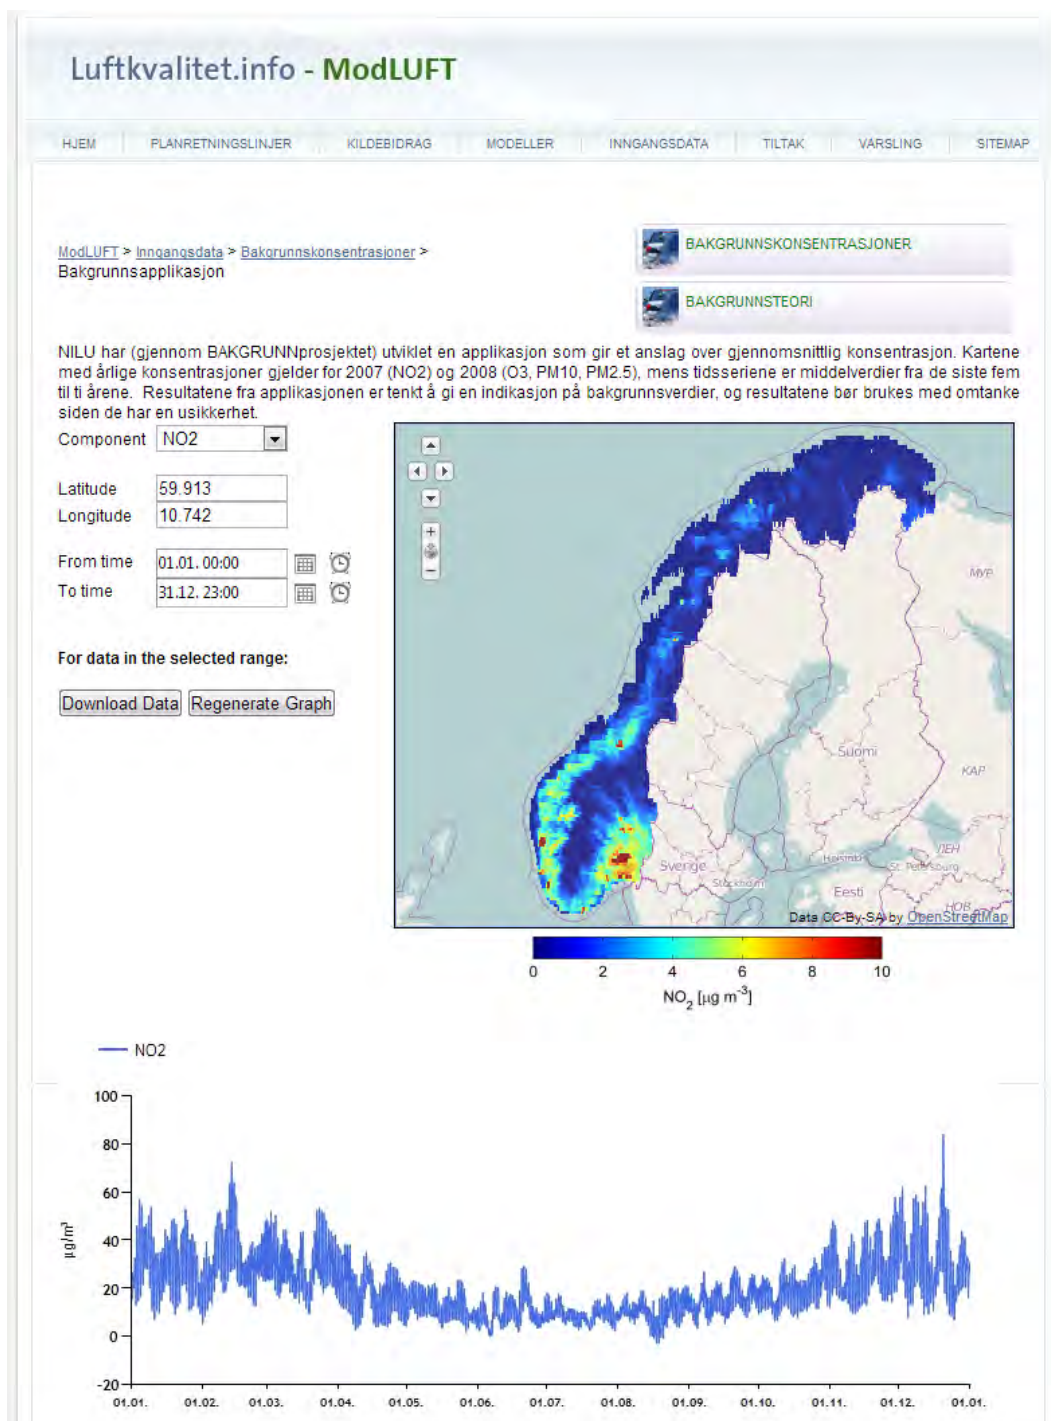 Luftkvalitet.info - ModLUFT
HJEM PLANRETNINGSLINJER KILDEBIDRAG MODELLER INNGANGSDATA TILTAK VARSLING SITEMAP
ModLUFT > Inngangsdata > Bakgrunnskonsentrasjoner >
Bakgrunnsapplikasjon
BAKGRUNNSKONSENTRASJONER
BAKGRUNNSTEORI
NILU har (gjennom BAKGRUNNprosjektet) utviklet en applikasjon som gir et anslag over gjennomsnittlig konsentrasjon. Kartene
med årlige konsentrasjoner gjelder for 2007 (NO2) og 2008 (O3, PM10, PM2.5), mens tidsseriene er middelverdier fra de siste fem
til ti årene. Resultatene fra applikasjonen er tenkt å gi en indikasjon på bakgrunnsverdier, og resultatene bør brukes med omtanke
siden de har en usikkerhet.
Component NO2
Latitude 59.913
Longitude 10.742
From time 01.01. 00:00
To time 31.12. 23:00
For data in the selected range:
Download Data Regenerate Graph
МУР
Suomi
КАР
Sverige
Helsinki
St. Petersburg
ЛЕН
Stockholm
Eesti
НОВ
Data CC-By-SA by OpenStreetMap
0 2 4 6 8 10
NO2 [µg m-3]
NO2
100
80
60
40
20
0
-20
µg/m³
01.01. 01.02. 01.03. 01.04. 01.05. 01.06. 01.07. 01.08. 01.09. 01.10. 01.11. 01.12. 01.01.